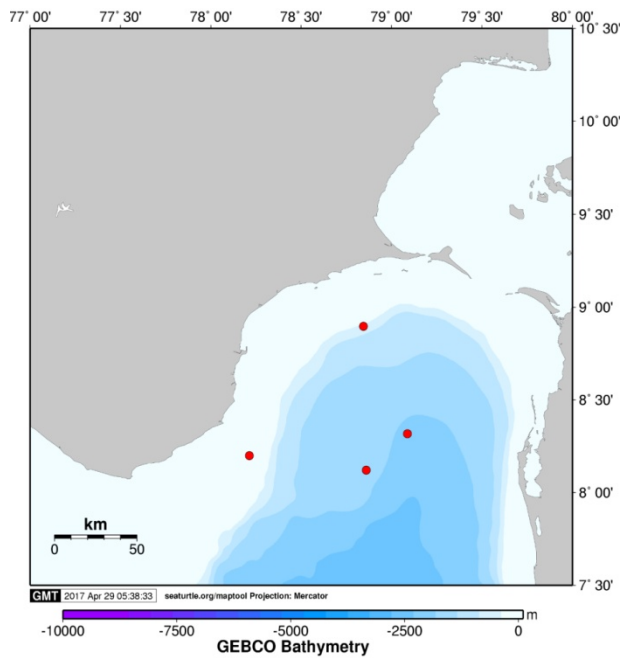 77° 00' 77° 30' 78° 00' 78° 30' 79° 00' 79° 30' 80° 00'
10° 30'
10° 00'
9° 30'
9° 00'
8° 30'
8° 00'
7° 30'
km
0 50
GMT 2017 Apr 29 05:38:33 seaturtle.org/maptool Projection: Mercator
m
-10000 -7500 -5000 -2500 0
GEBCO Bathymetry